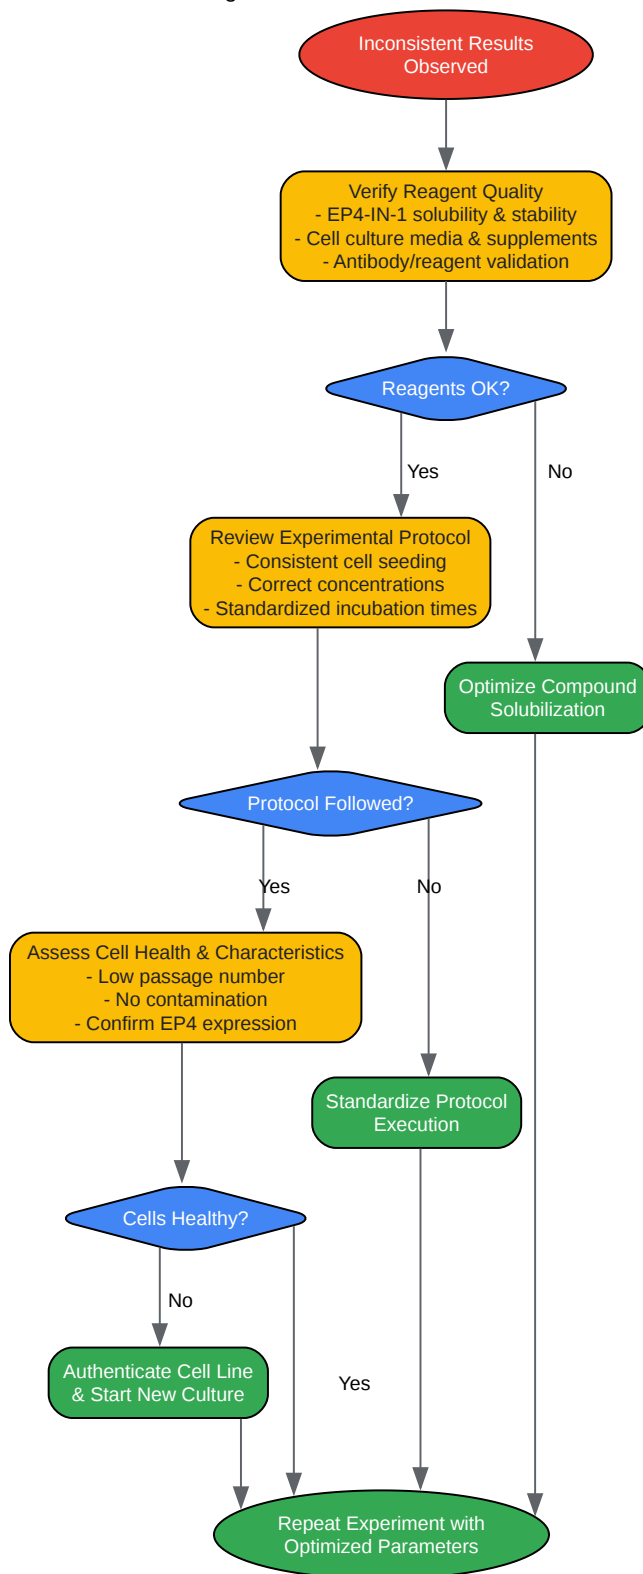 Inconsistent Results
Observed
Verify Reagent Quality
- EP4-IN-1 solubility & stability
- Cell culture media & supplements
- Antibody/reagent validation
Reagents OK?
Yes
No
Review Experimental Protocol
- Consistent cell seeding
- Correct concentrations
- Standardized incubation times
Optimize Compound
Solubilization
Protocol Followed?
Yes
No
Assess Cell Health & Characteristics
- Low passage number
- No contamination
- Confirm EP4 expression
Standardize Protocol
Execution
Cells Healthy?
No
Authenticate Cell Line
& Start New Culture
Yes
Repeat Experiment with
Optimized Parameters